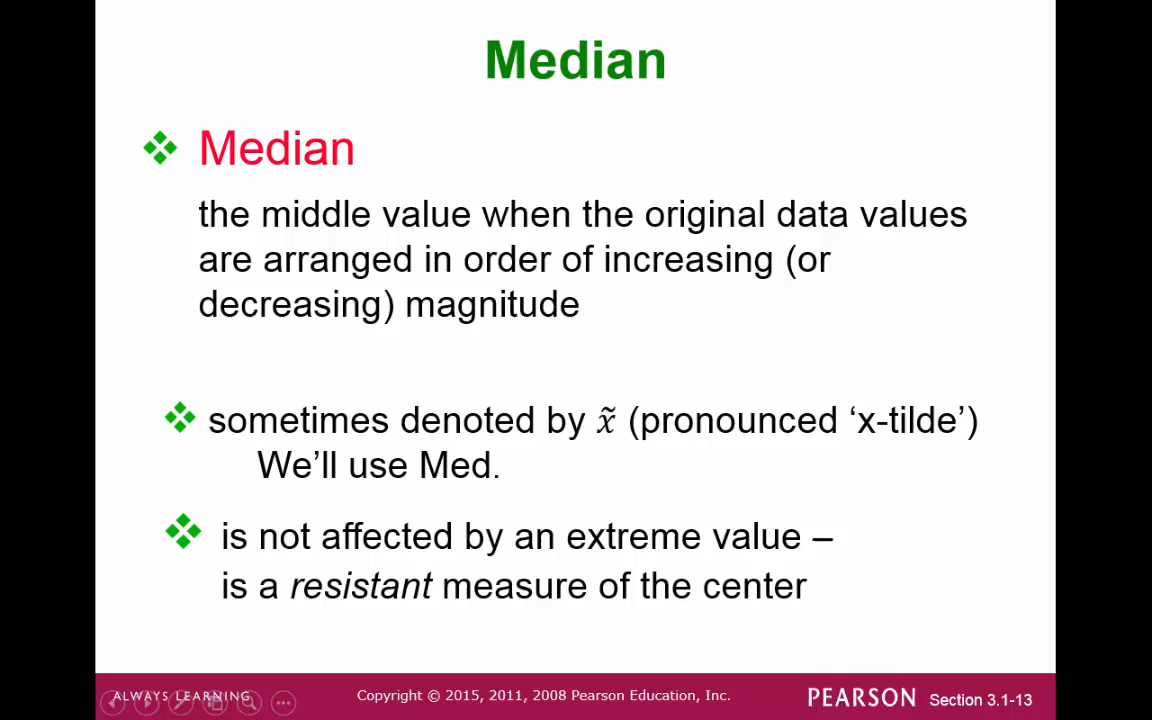 Median
Median
the middle value when the original data values
are arranged in order of increasing (or
decreasing) magnitude
sometimes denoted by x̃ (pronounced ‘x-tilde’)
We’ll use Med.
is not affected by an extreme value –
is a resistant measure of the center
ALWAYS LEARNING
Copyright © 2015, 2011, 2008 Pearson Education, Inc.
PEARSON
Section 3.1-13